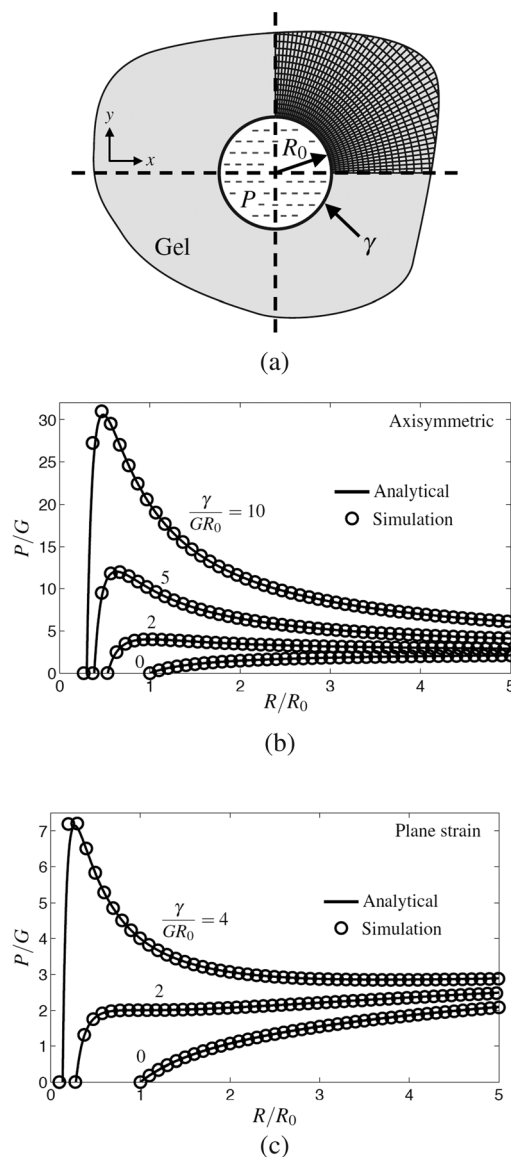 y
x
R₀
P
γ
Gel
(a)
30
25
20
15
10
5
0
P/G
Axisymmetric
Analytical
Simulation
γ/GR₀ = 10
5
2
0
0 1 2 3 4 5
R/R₀
(b)
7
6
5
4
3
2
1
0
P/G
Plane strain
Analytical
Simulation
γ/GR₀ = 4
2
0
0 1 2 3 4 5
R/R₀
(c)